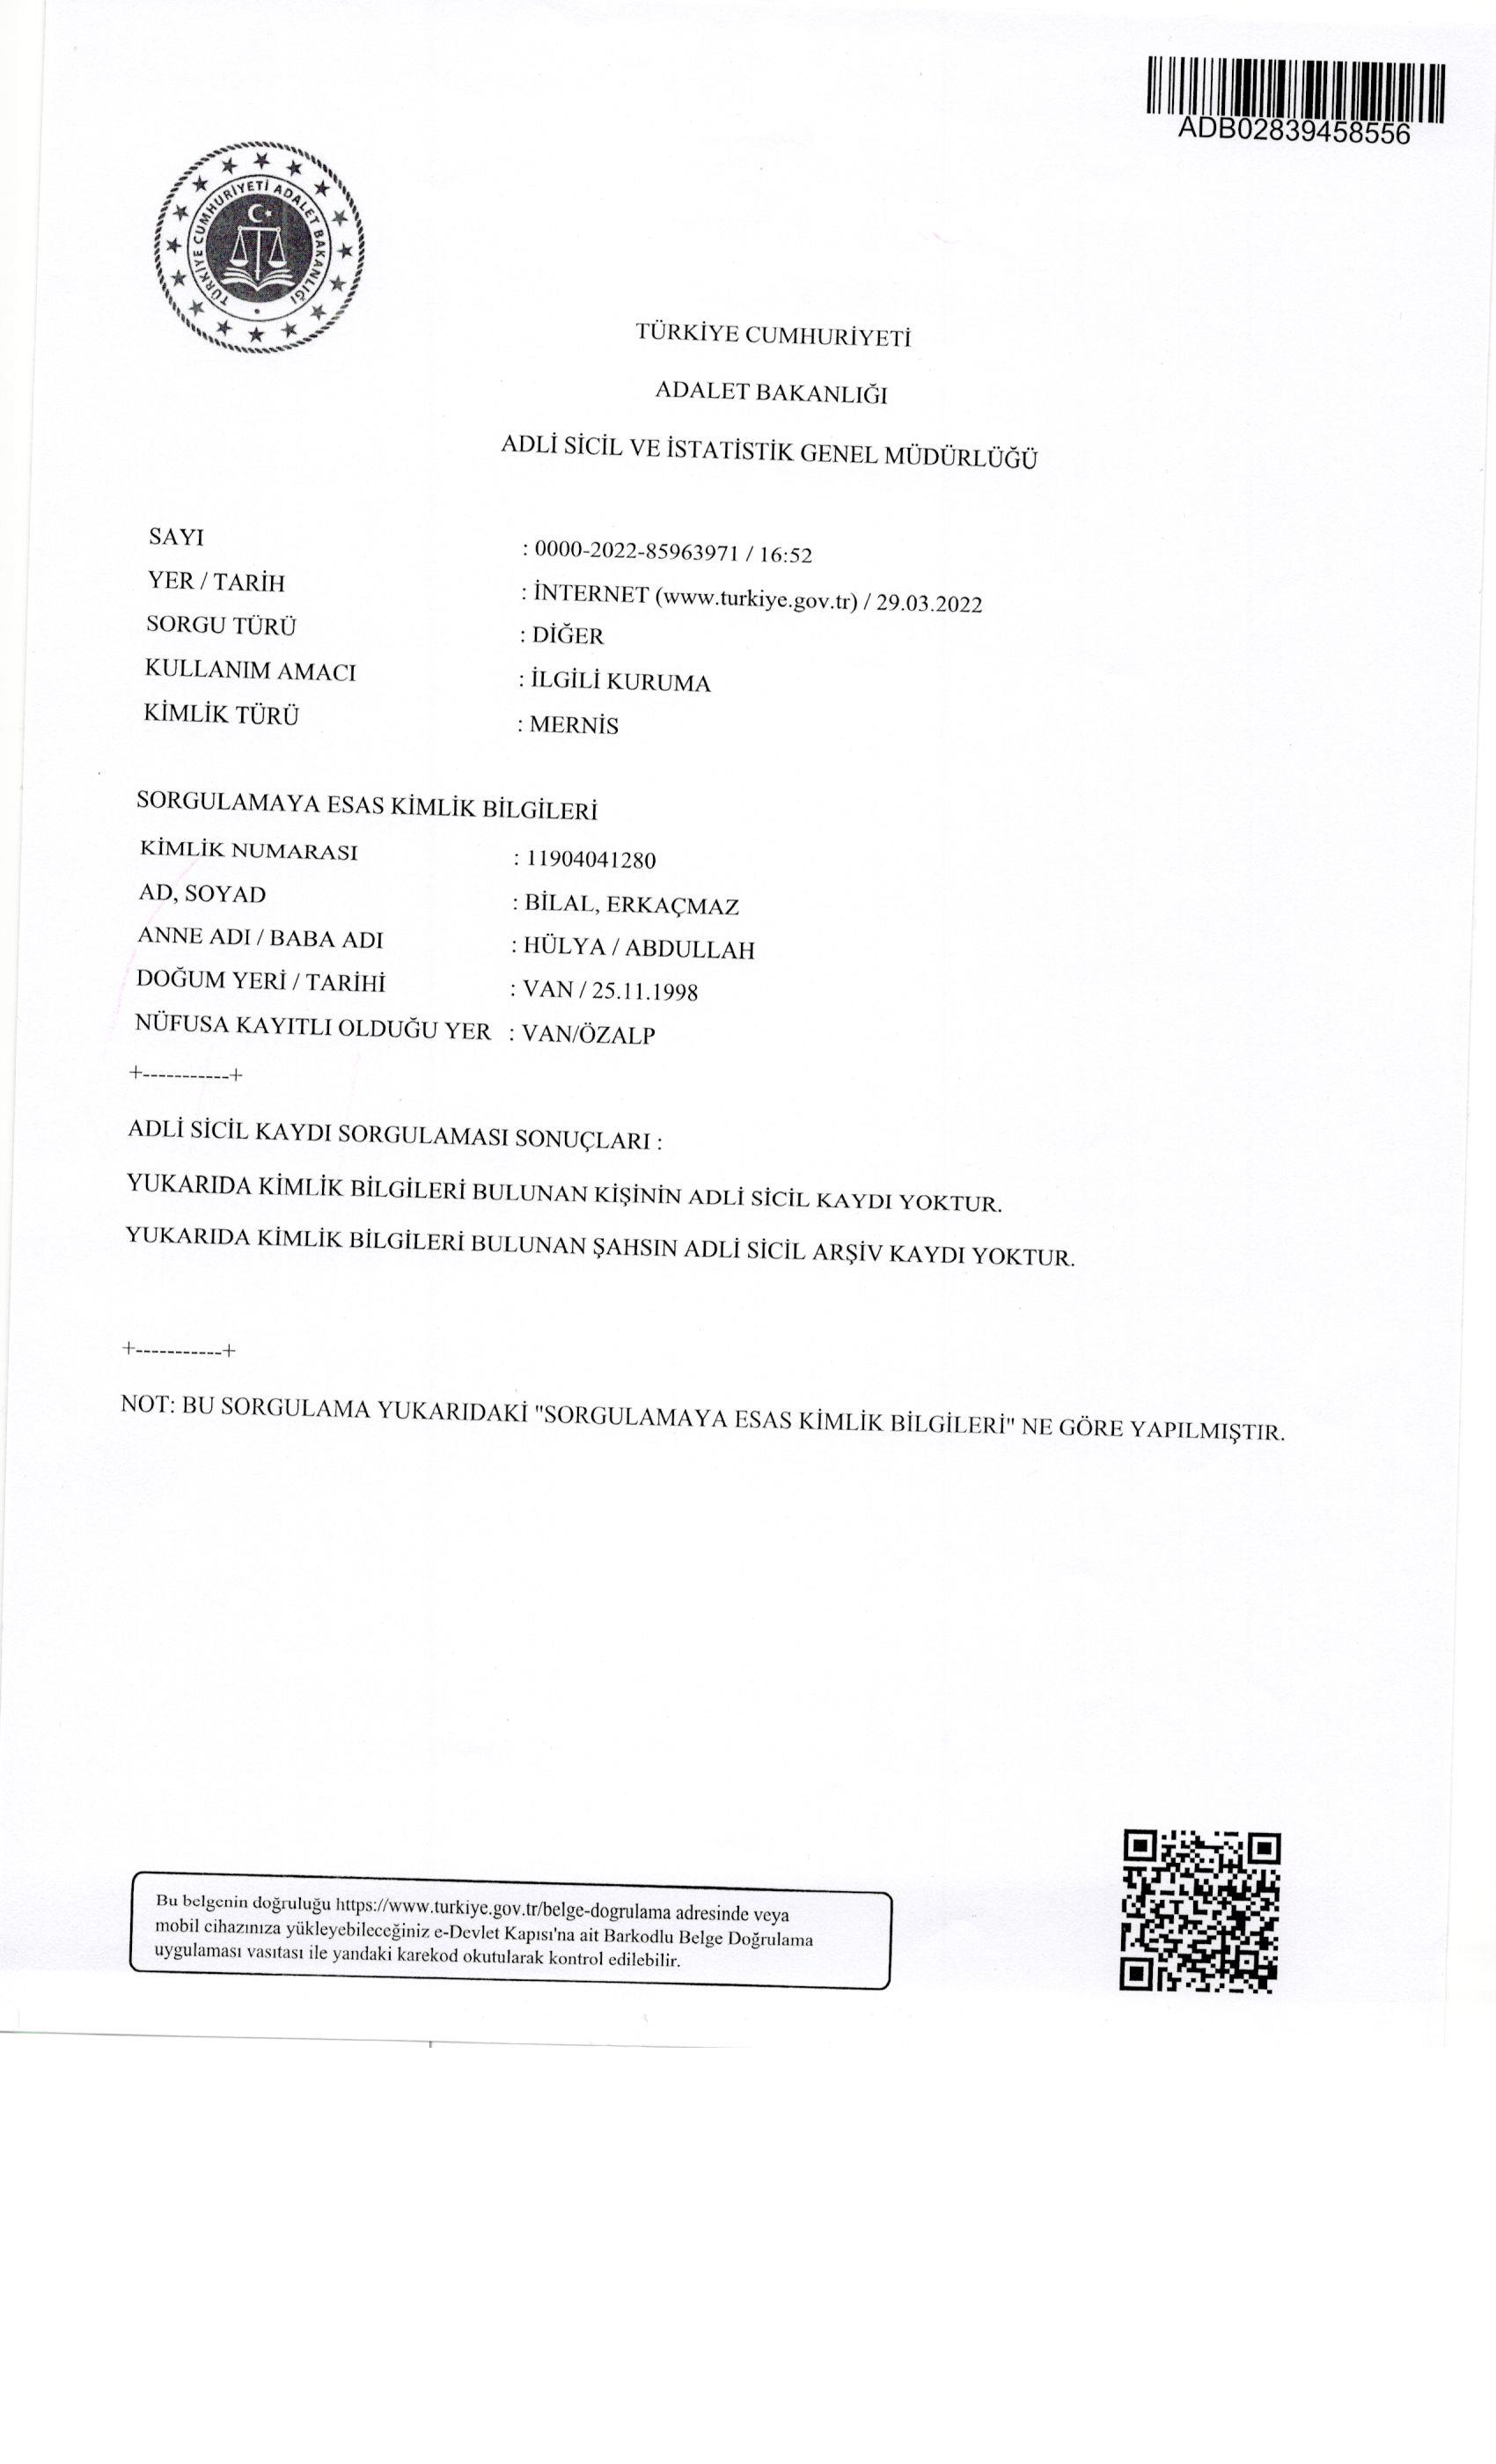 ADB02839458556
TÜRKİYE CUMHURİYETİ ADALET BAKANLIĞI
TÜRKİYE CUMHURİYETİ
ADALET BAKANLIĞI
ADLİ SİCİL VE İSTATİSTİK GENEL MÜDÜRLÜĞÜ
SAYI : 0000-2022-85963971 / 16:52
YER / TARİH : İNTERNET (www.turkiye.gov.tr) / 29.03.2022
SORGU TÜRÜ : DİĞER
KULLANIM AMACI : İLGİLİ KURUMA
KİMLİK TÜRÜ : MERNİS
SORGULAMAYA ESAS KİMLİK BİLGİLERİ
KİMLİK NUMARASI : 11904041280
AD, SOYAD : BİLAL, ERKAÇMAZ
ANNE ADI / BABA ADI : HÜLYA / ABDULLAH
DOĞUM YERİ / TARİHİ : VAN / 25.11.1998
NÜFUSA KAYITLI OLDUĞU YER : VAN/ÖZALP
+-----------+
ADLİ SİCİL KAYDI SORGULAMASI SONUÇLARI :
YUKARIDA KİMLİK BİLGİLERİ BULUNAN KİŞİNİN ADLİ SİCİL KAYDI YOKTUR.
YUKARIDA KİMLİK BİLGİLERİ BULUNAN ŞAHSIN ADLİ SİCİL ARŞİV KAYDI YOKTUR.
+-----------+
NOT: BU SORGULAMA YUKARIDAKİ "SORGULAMAYA ESAS KİMLİK BİLGİLERİ" NE GÖRE YAPILMIŞTIR.
Bu belgenin doğruluğu https://www.turkiye.gov.tr/belge-dogrulama adresinde veya
mobil cihazınıza yükleyebileceğiniz e-Devlet Kapısı'na ait Barkodlu Belge Doğrulama
uygulaması vasıtası ile yandaki karekod okutularak kontrol edilebilir.